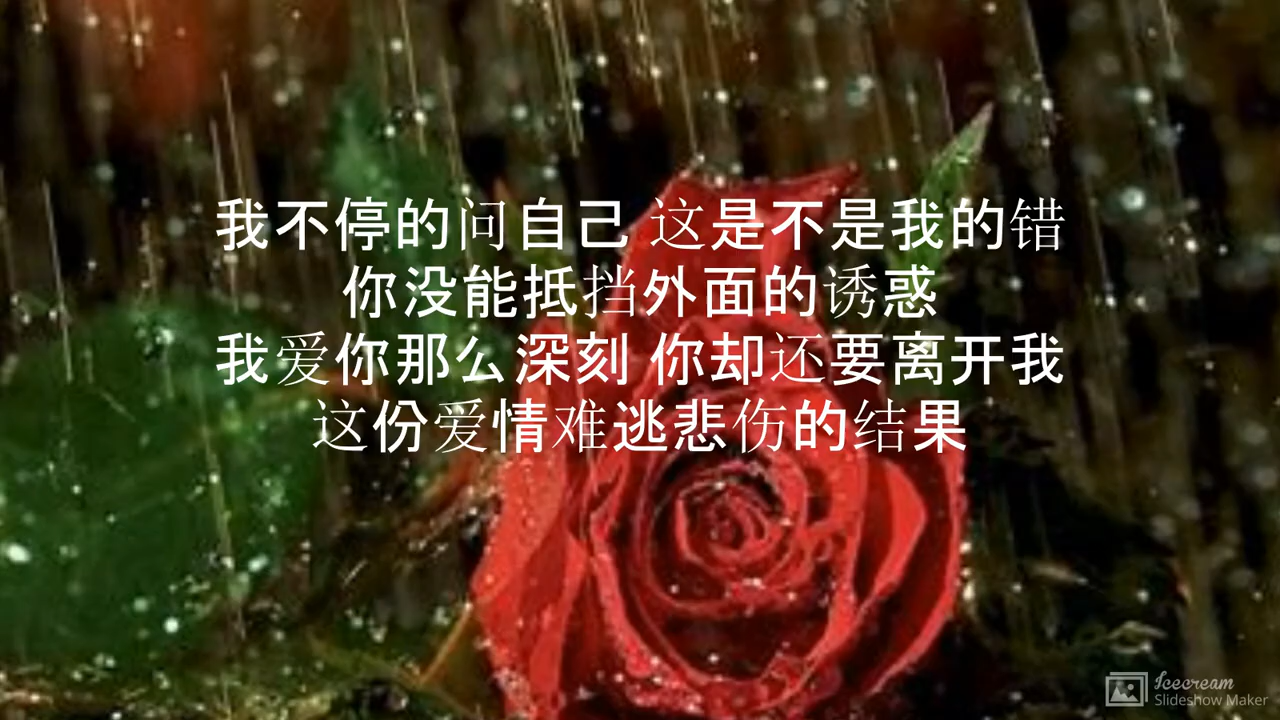 我不停的问自己 这是不是我的错
你没能抵挡外面的诱惑
我爱你那么深刻 你却还要离开我
这份爱情难逃悲伤的结果
Icecream
Slideshow Maker